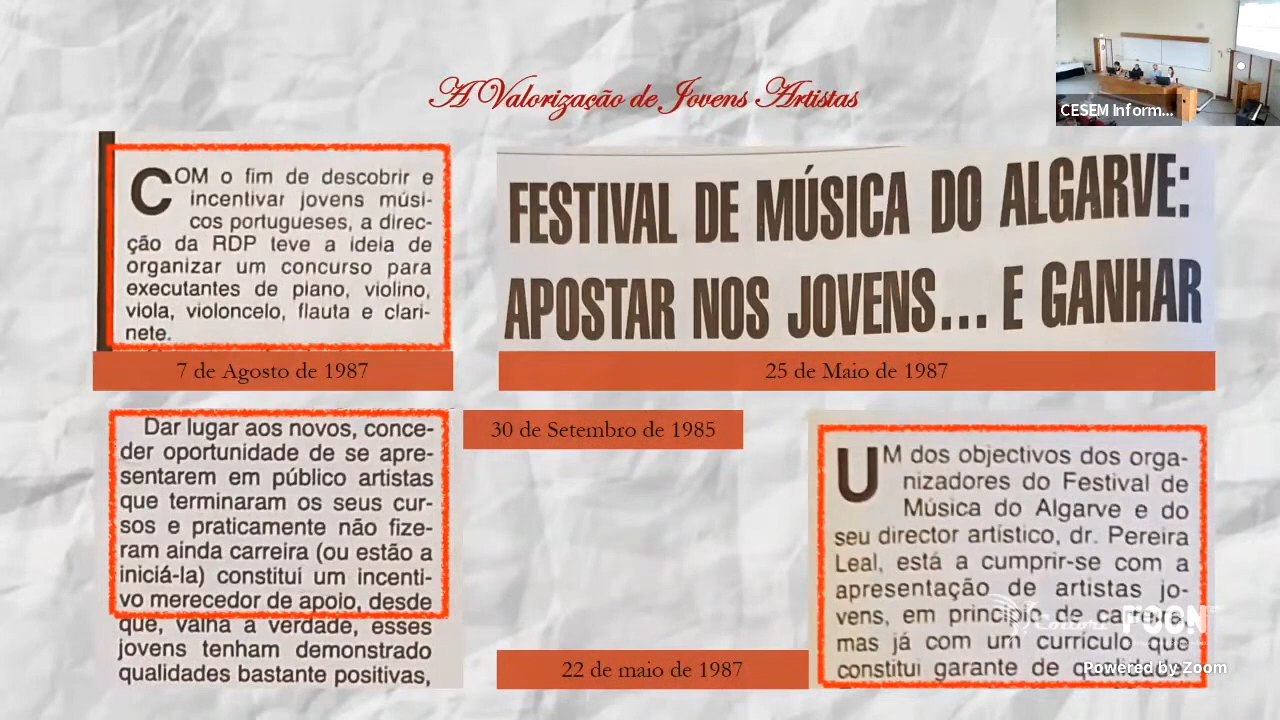 A Valorização de Jovens Artistas
CESEM Inform...
COM o fim de descobrir e
incentivar jovens músi-
cos portugueses, a direc-
ção da RDP teve a ideia de
organizar um concurso para
executantes de piano, violino,
viola, violoncelo, flauta e clari-
nete.
7 de Agosto de 1987
FESTIVAL DE MÚSICA DO ALGARVE:
APOSTAR NOS JOVENS... E GANHAR
25 de Maio de 1987
Dar lugar aos novos, conce-
der oportunidade de se apre-
sentarem em público artistas
que terminaram os seus cur-
sos e praticamente não fize-
ram ainda carreira (ou estão a
iniciá-la) constitui um incenti-
vo merecedor de apoio, desde
que, valha a verdade, esses
jovens tenham demonstrado
qualidades bastante positivas,
30 de Setembro de 1985
UM dos objectivos dos orga-
nizadores do Festival de
Música do Algarve e do
seu director artístico, dr. Pereira
Leal, está a cumprir-se com a
apresentação de artistas jo-
vens, em princípio de carreira,
mas já com um currículo que
constitui garante de qualidade
22 de maio de 1987
Powered by Zoom